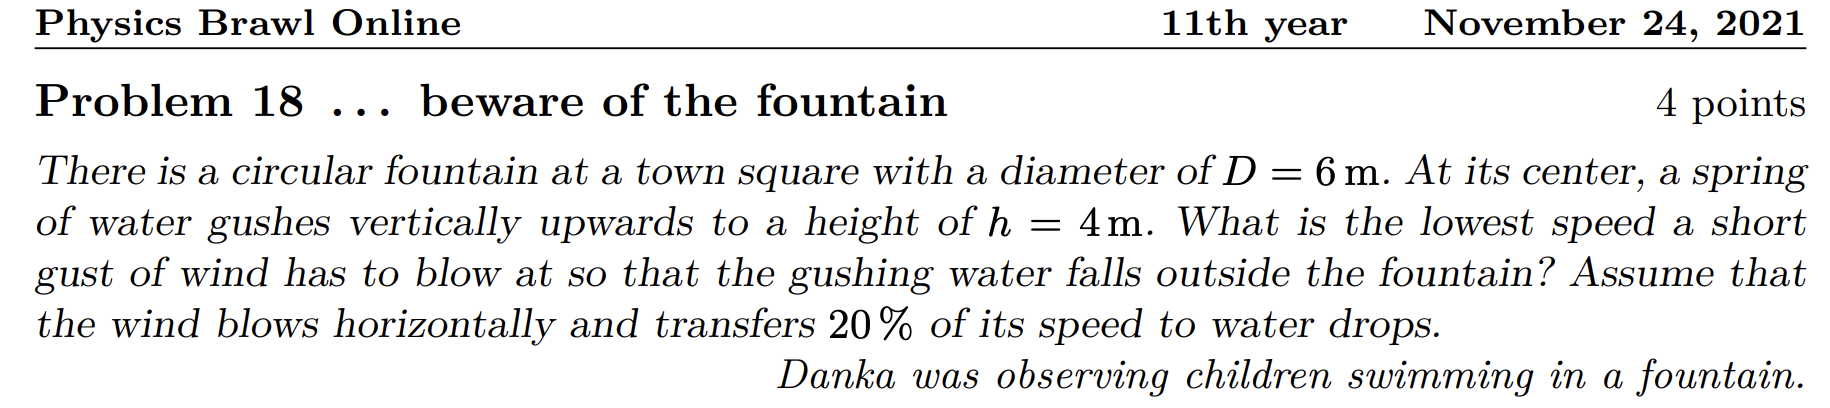 Physics Brawl Online 11th year November 24, 2021
Problem 18 ... beware of the fountain 4 points
There is a circular fountain at a town square with a diameter of D = 6 m. At its center, a spring
of water gushes vertically upwards to a height of h = 4 m. What is the lowest speed a short
gust of wind has to blow at so that the gushing water falls outside the fountain? Assume that
the wind blows horizontally and transfers 20 % of its speed to water drops.
Danka was observing children swimming in a fountain.